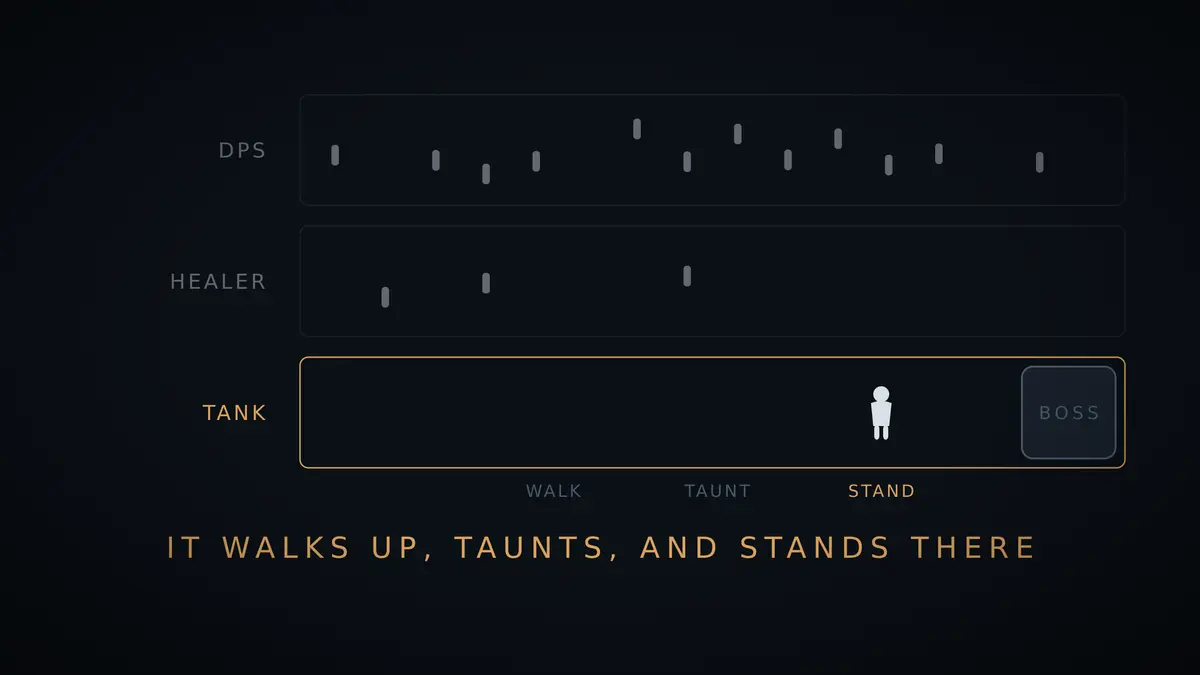 DPS
HEALER
TANK
BOSS
WALK TAUNT STAND
IT WALKS UP, TAUNTS, AND STANDS THERE